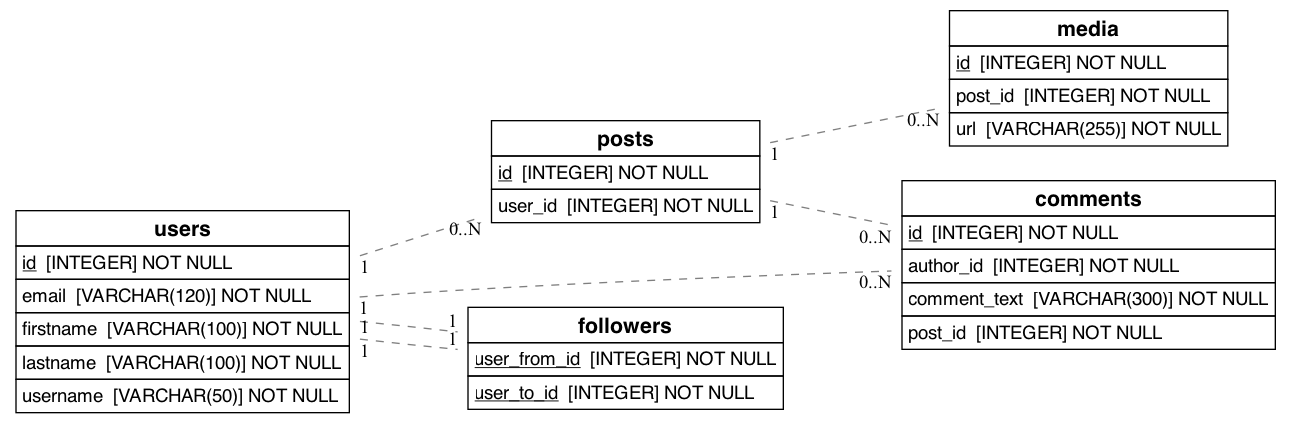 media
id [INTEGER] NOT NULL
post_id [INTEGER] NOT NULL
url [VARCHAR(255)] NOT NULL
0..N
1
posts
id [INTEGER] NOT NULL
user_id [INTEGER] NOT NULL
1
0..N
comments
id [INTEGER] NOT NULL
author_id [INTEGER] NOT NULL
comment_text [VARCHAR(300)] NOT NULL
post_id [INTEGER] NOT NULL
0..N
0..N
1
users
id [INTEGER] NOT NULL
email [VARCHAR(120)] NOT NULL
firstname [VARCHAR(100)] NOT NULL
lastname [VARCHAR(100)] NOT NULL
username [VARCHAR(50)] NOT NULL
1
1
1
1
1
followers
user_from_id [INTEGER] NOT NULL
user_to_id [INTEGER] NOT NULL